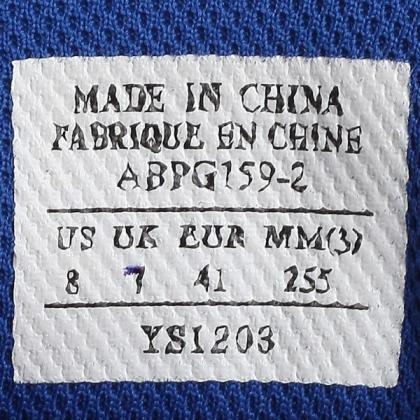 MADE IN CHINA
FABRIQUE EN CHINE
ABPG159-2
US UK EUR MM(3)
8 7 41 255
YS1203